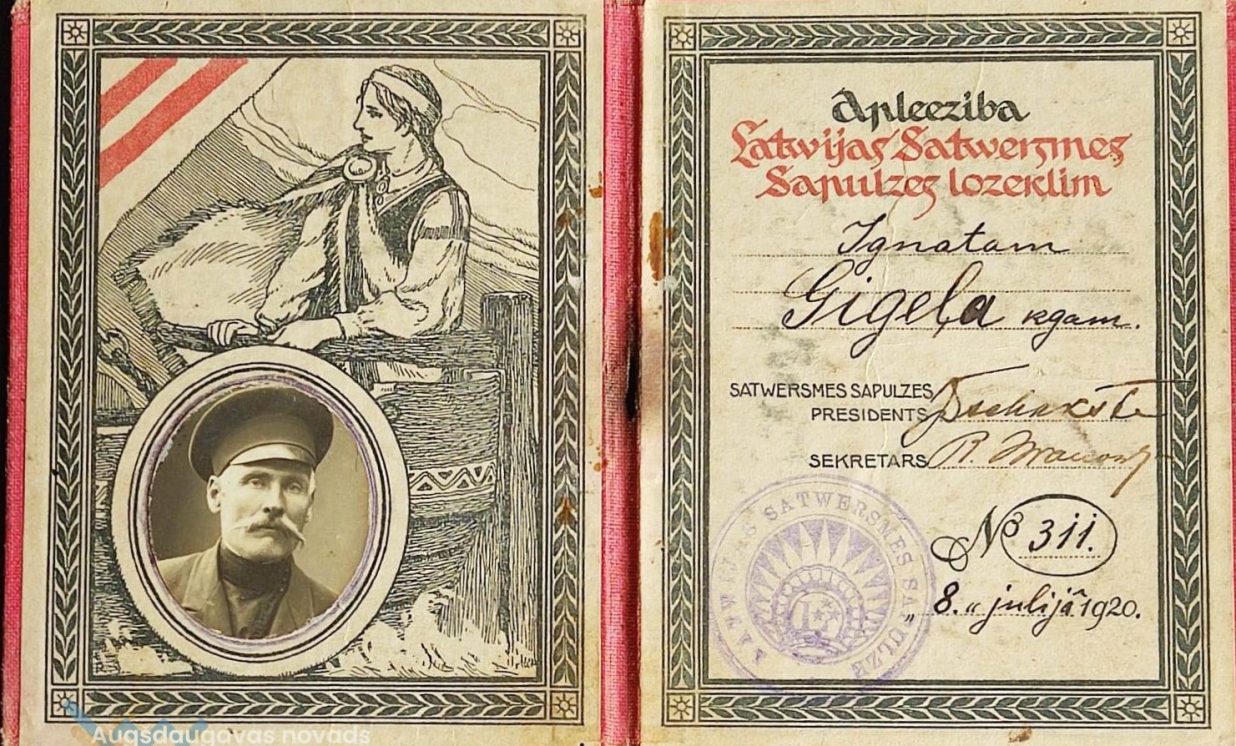 Apleeziba
Latwijas Satwersmes
Sapulzes lozeklim
Ignatam
Gigeļa kgam.
SATWERSMES SAPULZES
PRESIDENTS
SEKRETARS R.
LATWIJAS SATWERSMES SAPULZE
№ 311.
„ 8. “ julijâ 1920.
Augsdaugavas novads